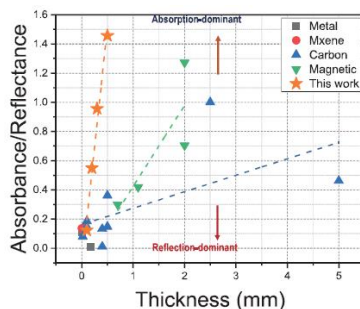 Absorption-dominant
Metal
Mxene
Carbon
Magnetic
This work
Reflection-dominant
Absorbance/Reflectance
1.6
1.4
1.2
1.0
0.8
0.6
0.4
0.2
0.0
0 1 2 3 4 5
Thickness (mm)